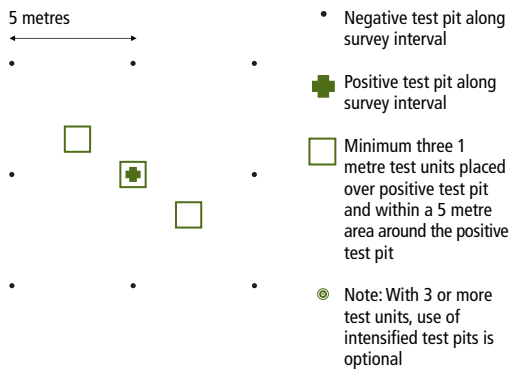 5 metres
Negative test pit along
survey interval
Positive test pit along
survey interval
Minimum three 1
metre test units placed
over positive test pit
and within a 5 metre
area around the positive
test pit
Note: With 3 or more
test units, use of
intensified test pits is
optional